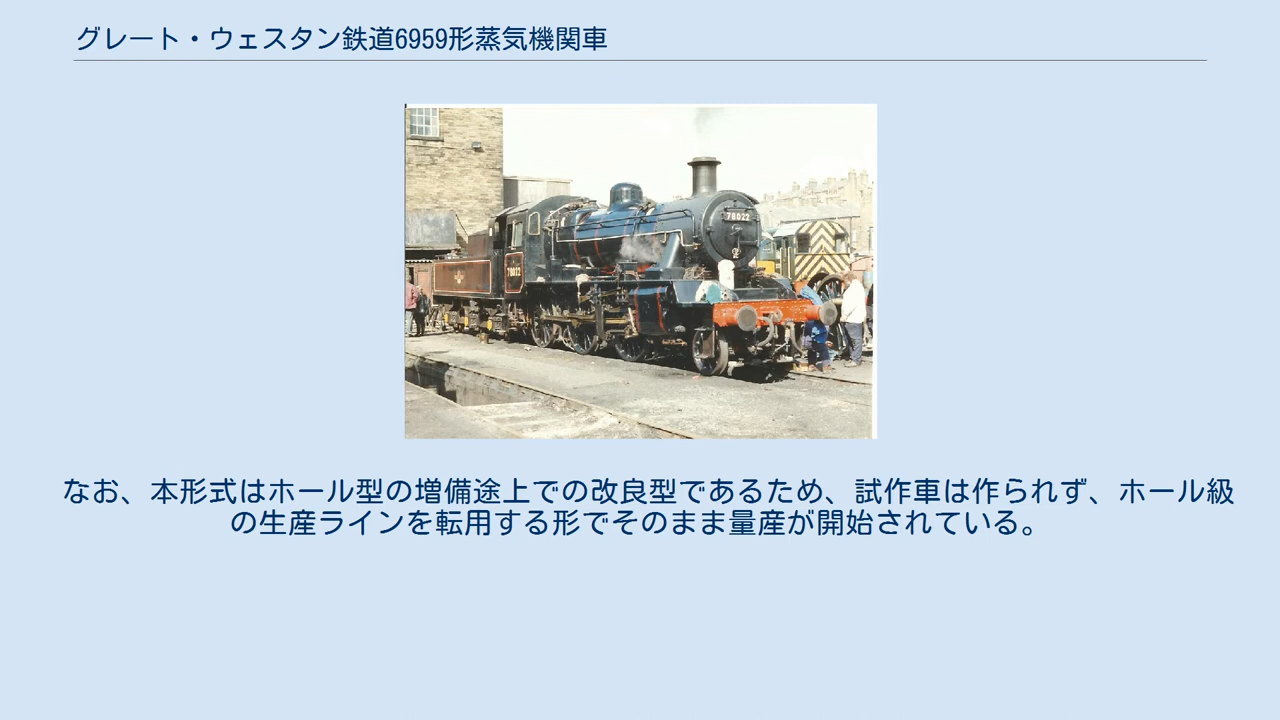 グレート・ウェスタン鉄道6959形蒸気機関車
78022
78022
2
なお、本形式はホール型の増備途上での改良型であるため、試作車は作られず、ホール級
の生産ラインを転用する形でそのまま量産が開始されている。